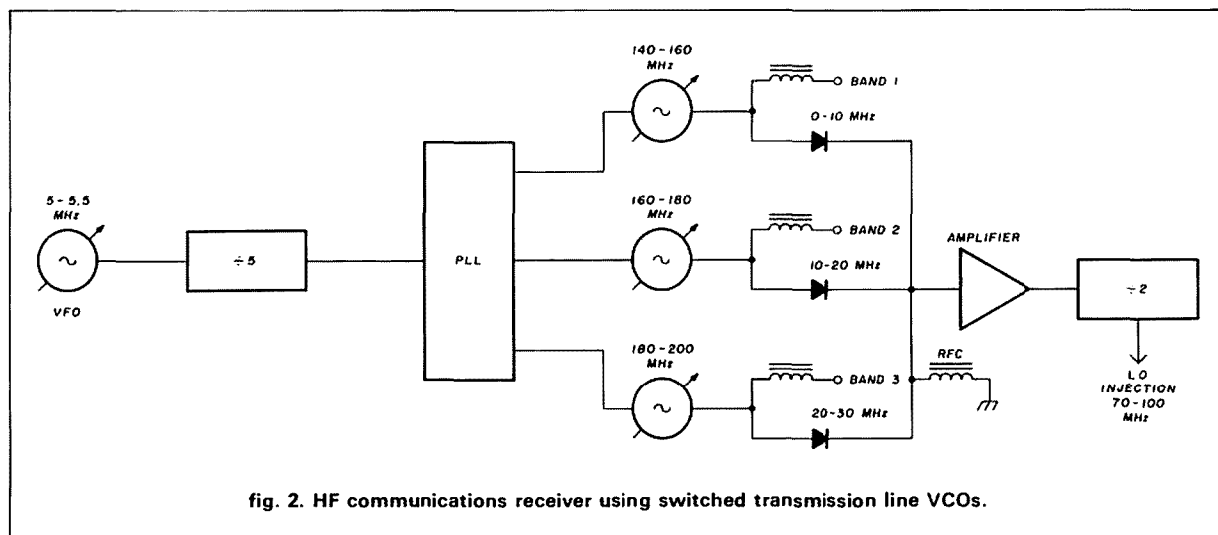 140-160
MHz
BAND 1
0-10 MHz
5-5.5
MHz
VFO
÷5
PLL
160-180
MHz
BAND 2
10-20 MHz
AMPLIFIER
÷2
180-200
MHz
BAND 3
20-30 MHz
RFC
LO
INJECTION
70-100
MHz
fig. 2. HF communications receiver using switched transmission line VCOs.